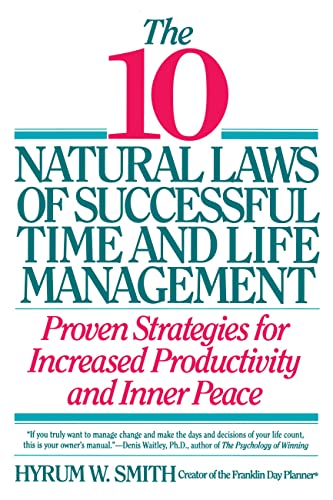 The
10
NATURAL LAWS
OF SUCCESSFUL
TIME AND LIFE
MANAGEMENT
Proven Strategies for
Increased Productivity
and Inner Peace
"If you truly want to manage change and make the days and decisions of your life count,
this is your owner's manual."—Denis Waitley, Ph.D., author of The Psychology of Winning
HYRUM W. SMITH Creator of the Franklin Day Planner®